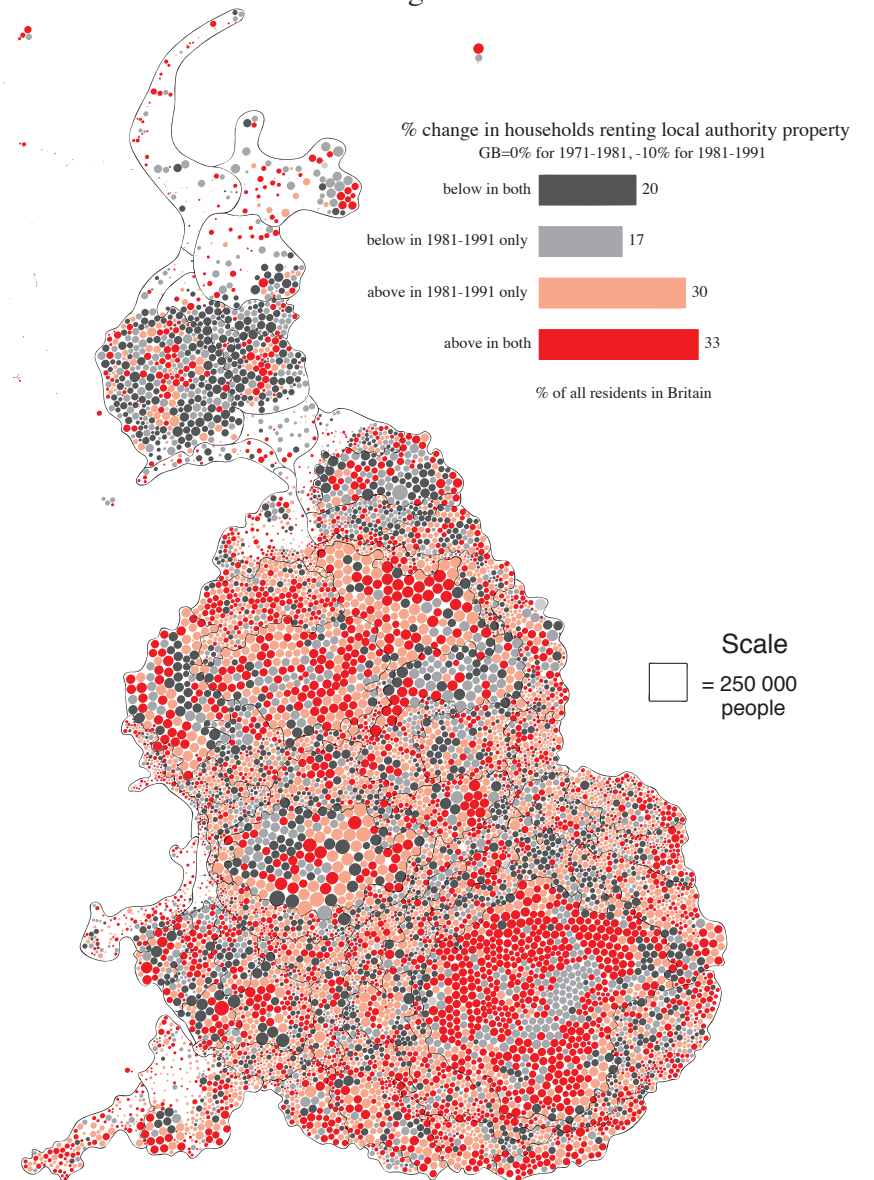 % change in households renting local authority property
GB=0% for 1971-1981, -10% for 1981-1991
below in both 20
below in 1981-1991 only 17
above in 1981-1991 only 30
above in both 33
% of all residents in Britain
Scale
= 250 000
people